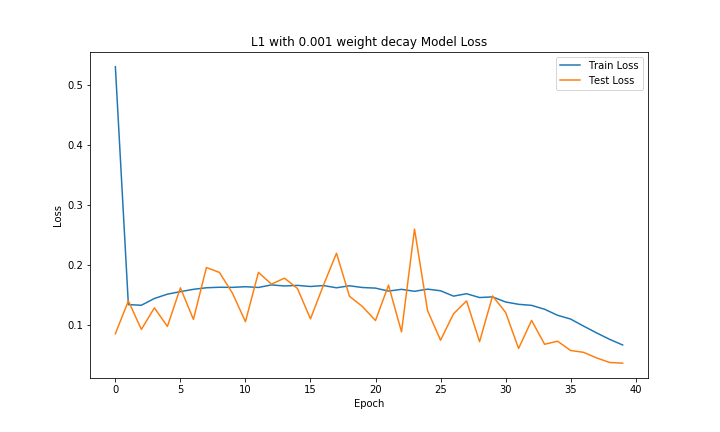 L1 with 0.001 weight decay Model Loss
Train Loss
Test Loss
Loss
0.5
0.4
0.3
0.2
0.1
0 5 10 15 20 25 30 35 40
Epoch